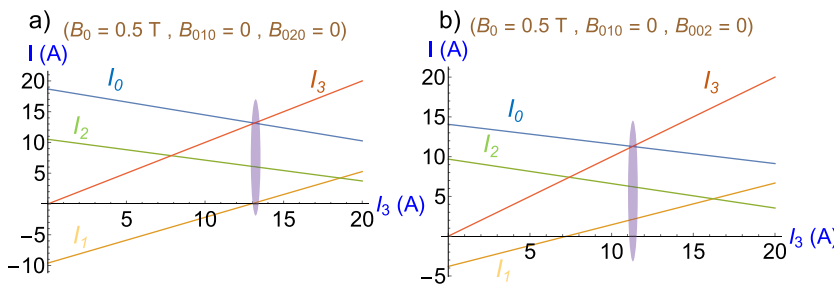 a) (B₀ = 0.5 T , B₀₁₀ = 0 , B₀₂₀ = 0)
I (A)
20
15
10
5
−5
−10
I₀
I₃
I₂
I₁
5
10
15
20
I₃ (A)
b) (B₀ = 0.5 T , B₀₁₀ = 0 , B₀₀₂ = 0)
I (A)
20
15
10
5
0
−5
I₀
I₃
I₂
I₁
5
10
15
20
I₃ (A)